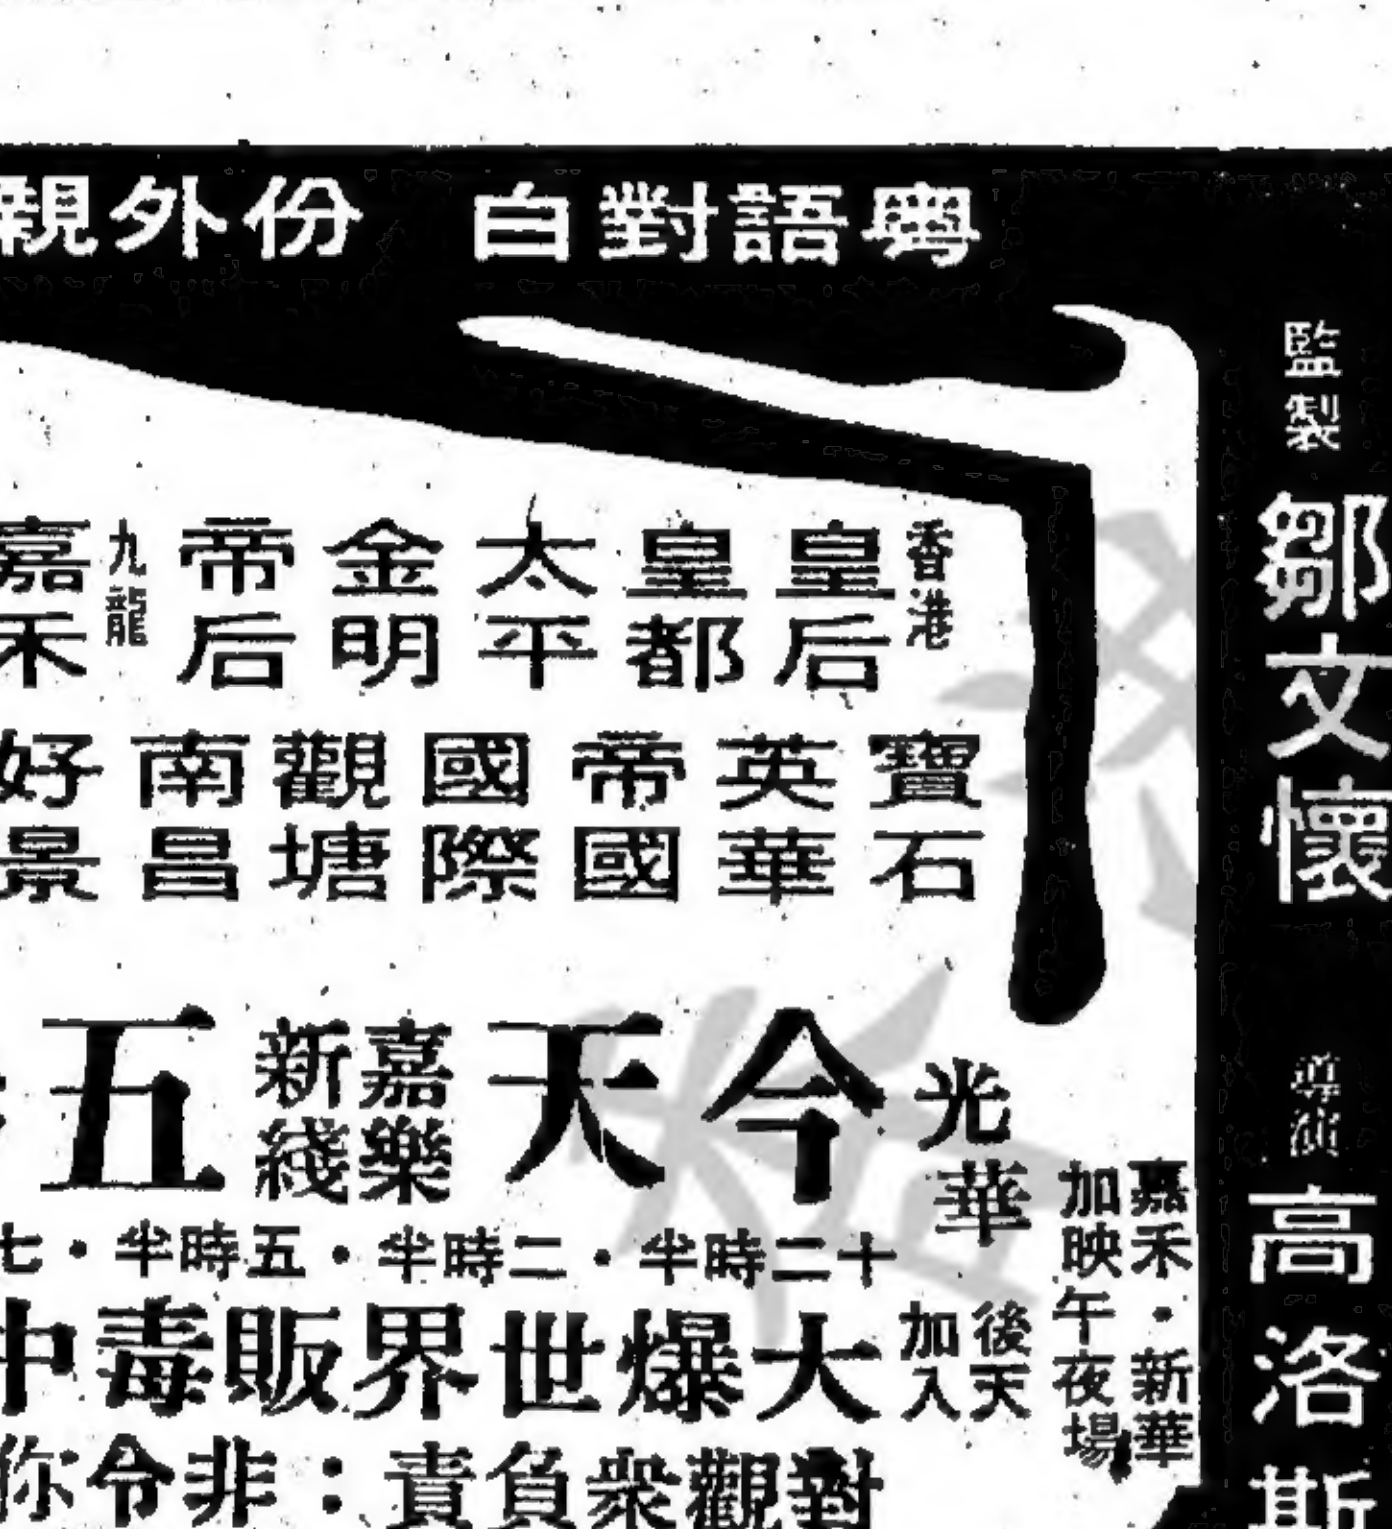 粵語對白 份外親
監製
鄒文懷
導演
高洛斯
香港
皇后 皇都 太平 金明 帝后
九龍
嘉禾
寶石 英華 帝國 國際 觀塘 南昌 好景
嘉禾・新華
加映午夜場
光華
後天
加入
今天
嘉樂
新綫
五
十二時半・二時半・五時半・七
大爆世界販毒中
對觀衆負責：非令你